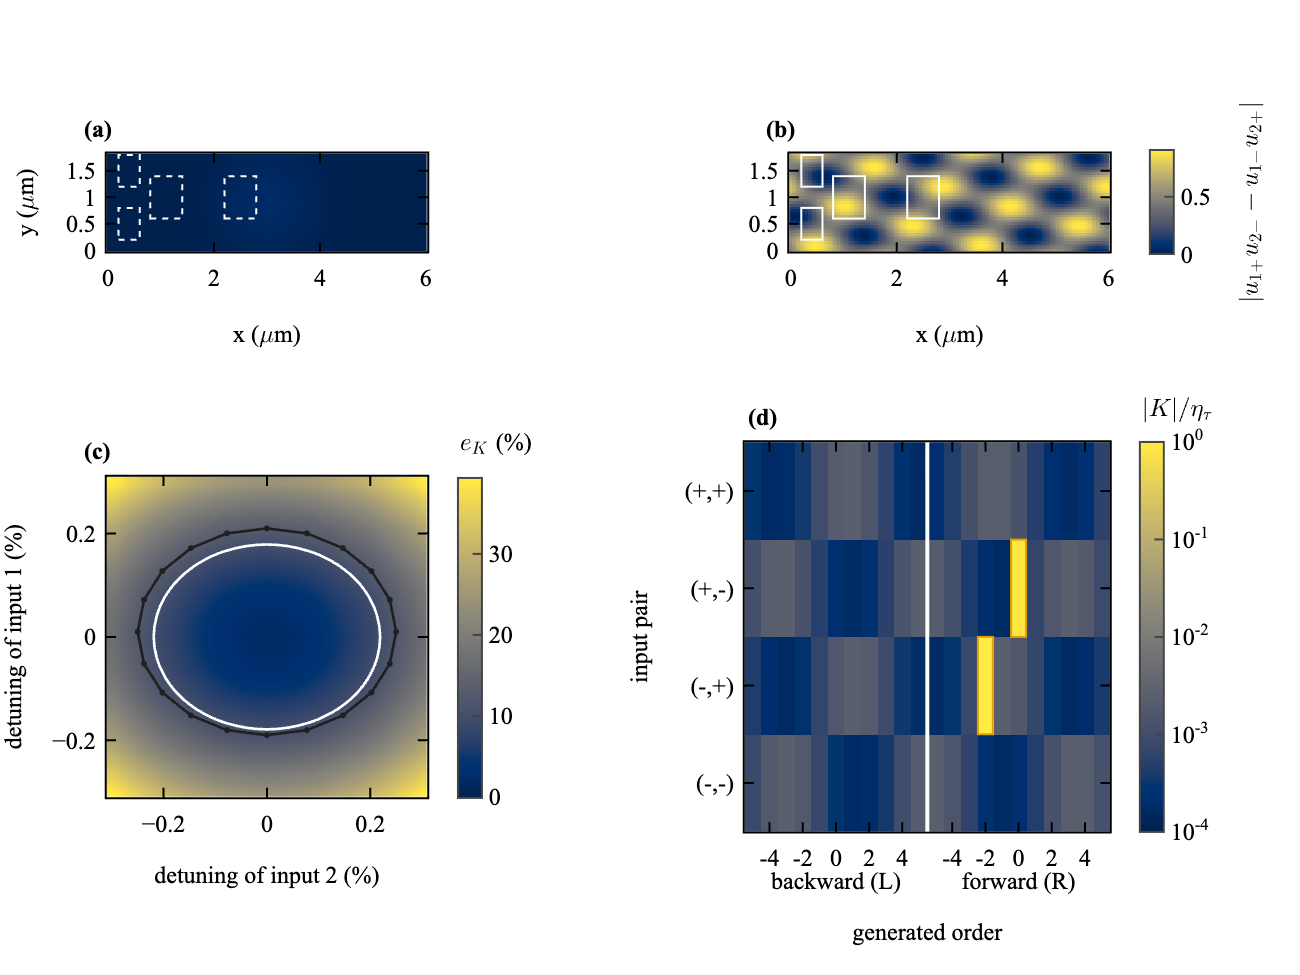 (a)
y (μm)
1.5
1
0.5
0
0 2 4 6
x (μm)
(b)
1.5
1
0.5
0
0 2 4 6
x (μm)
0.5
0
|u₁₊u₂₋ − u₁₋u₂₊|
(c)
detuning of input 1 (%)
0.2
0
−0.2
−0.2 0 0.2
detuning of input 2 (%)
e_K (%)
30
20
10
0
(d)
input pair
(+,+)
(+,-)
(-,+)
(-,-)
-4 -2 0 2 4 -4 -2 0 2 4
backward (L) forward (R)
generated order
|K|/η_τ
10⁰
10⁻¹
10⁻²
10⁻³
10⁻⁴